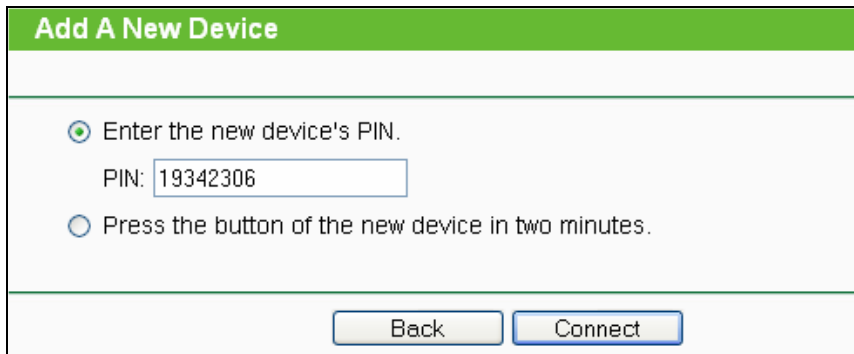 Add A New Device
Enter the new device's PIN.
PIN: 19342306
Press the button of the new device in two minutes.
Back Connect